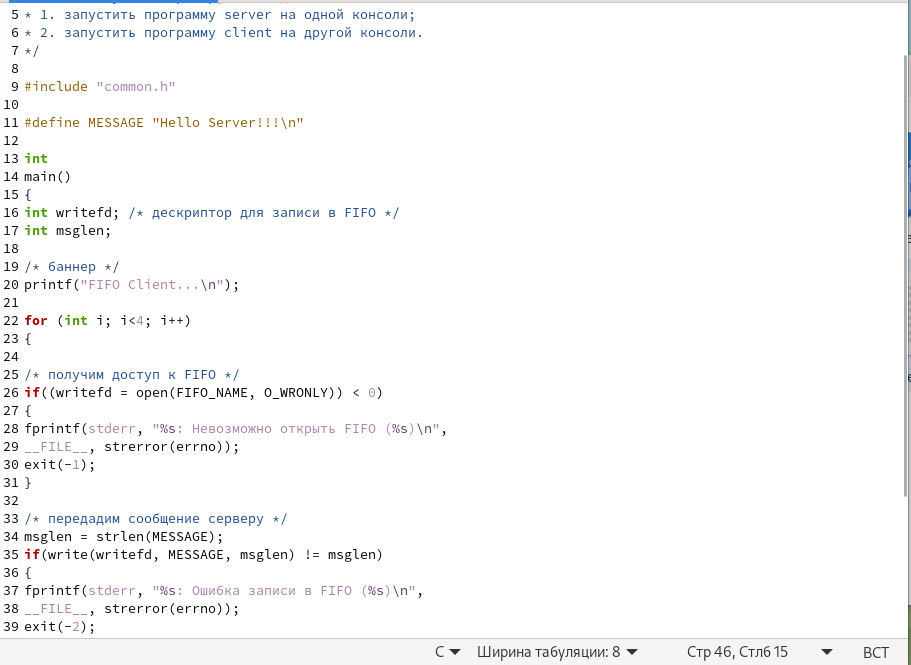 5 * 1. запустить программу server на одной консоли;
6 * 2. запустить программу client на другой консоли.
7 */
8
9 #include "common.h"
10
11 #define MESSAGE "Hello Server!!!\n"
12
13 int
14 main()
15 {
16 int writefd; /* дескриптор для записи в FIFO */
17 int msglen;
18
19 /* баннер */
20 printf("FIFO Client...\n");
21
22 for (int i; i<4; i++)
23 {
24
25 /* получим доступ к FIFO */
26 if((writefd = open(FIFO_NAME, O_WRONLY)) < 0)
27 {
28 fprintf(stderr, "%s: Невозможно открыть FIFO (%s)\n",
29 __FILE__, strerror(errno));
30 exit(-1);
31 }
32
33 /* передадим сообщение серверу */
34 msglen = strlen(MESSAGE);
35 if(write(writefd, MESSAGE, msglen) != msglen)
36 {
37 fprintf(stderr, "%s: Ошибка записи в FIFO (%s)\n",
38 __FILE__, strerror(errno));
39 exit(-2);
C Ширина табуляции: 8 Стр 46, Стлб 15 ВСТ